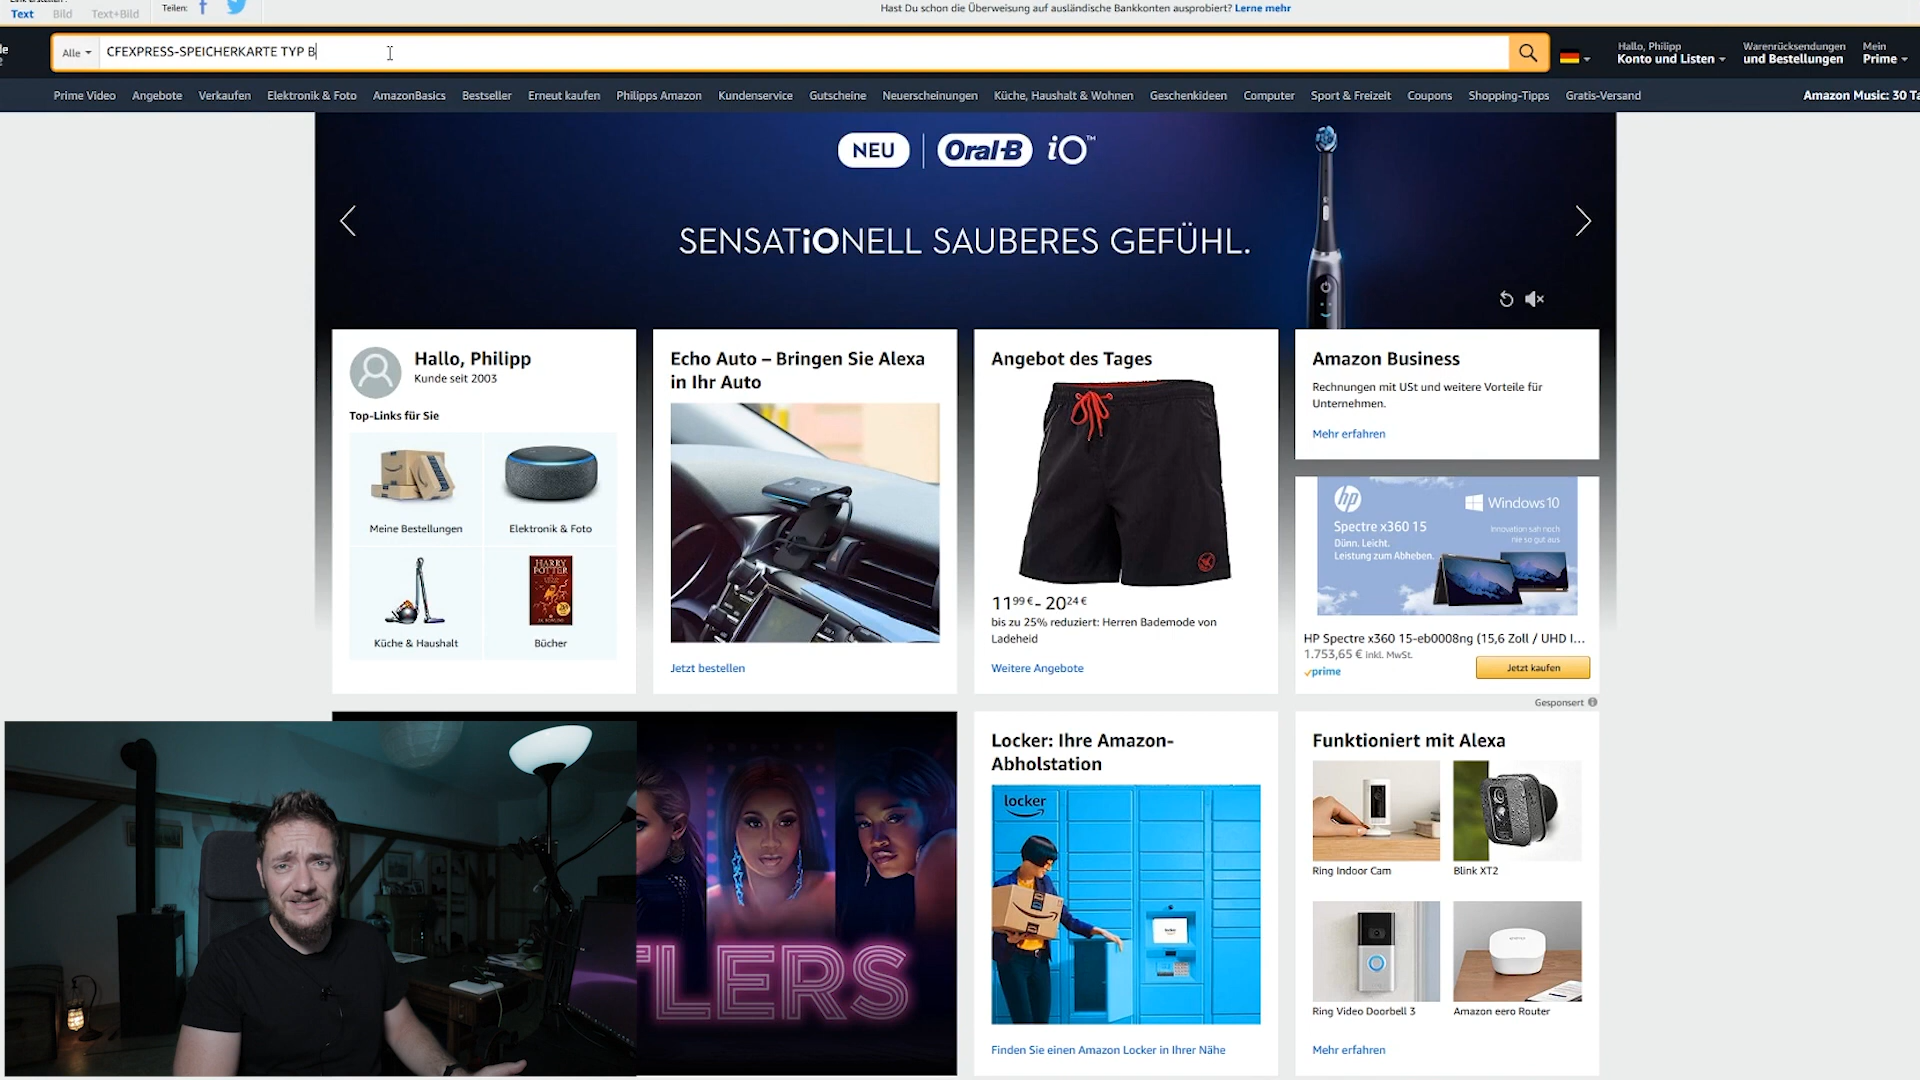 Text Bild Text+Bild Teilen:
Hast Du schon die Überweisung auf ausländische Bankkonten ausprobiert? Lerne mehr
Alle CFEXPRESS-SPEICHERKARTE TYP B
Hallo, Philipp
Konto und Listen
Warenrücksendungen
und Bestellungen
Mein
Prime
Prime Video Angebote Verkaufen Elektronik & Foto AmazonBasics Bestseller Erneut kaufen Philipps Amazon Kundenservice Gutscheine Neuerscheinungen Küche, Haushalt & Wohnen Geschenkideen Computer Sport & Freizeit Coupons Shopping-Tipps Gratis-Versand
Amazon Music: 30 Ta
NEU Oral-B iO™
SENSATiONELL SAUBERES GEFÜHL.
Hallo, Philipp
Kunde seit 2003
Top-Links für Sie
Meine Bestellungen
Elektronik & Foto
HARRY
POTTER
Küche & Haushalt
Bücher
Echo Auto – Bringen Sie Alexa
in Ihr Auto
Jetzt bestellen
Angebot des Tages
11⁹⁹€ - 20²⁴€
bis zu 25% reduziert: Herren Bademode von
Ladeheid
Weitere Angebote
Amazon Business
Rechnungen mit USt und weitere Vorteile für
Unternehmen.
Mehr erfahren
hp
Windows 10
Spectre x360 15
Dünn. Leicht.
Leistung zum Abheben.
Innovation sah noch
nie so gut aus
HP Spectre x360 15-eb0008ng (15,6 Zoll / UHD I...
1.753,65 € inkl. MwSt.
prime
Jetzt kaufen
Gesponsert
TLERS
Locker: Ihre Amazon-
Abholstation
locker
Finden Sie einen Amazon Locker in Ihrer Nähe
Funktioniert mit Alexa
Ring Indoor Cam
Blink XT2
Ring Video Doorbell 3
Amazon eero Router
Mehr erfahren